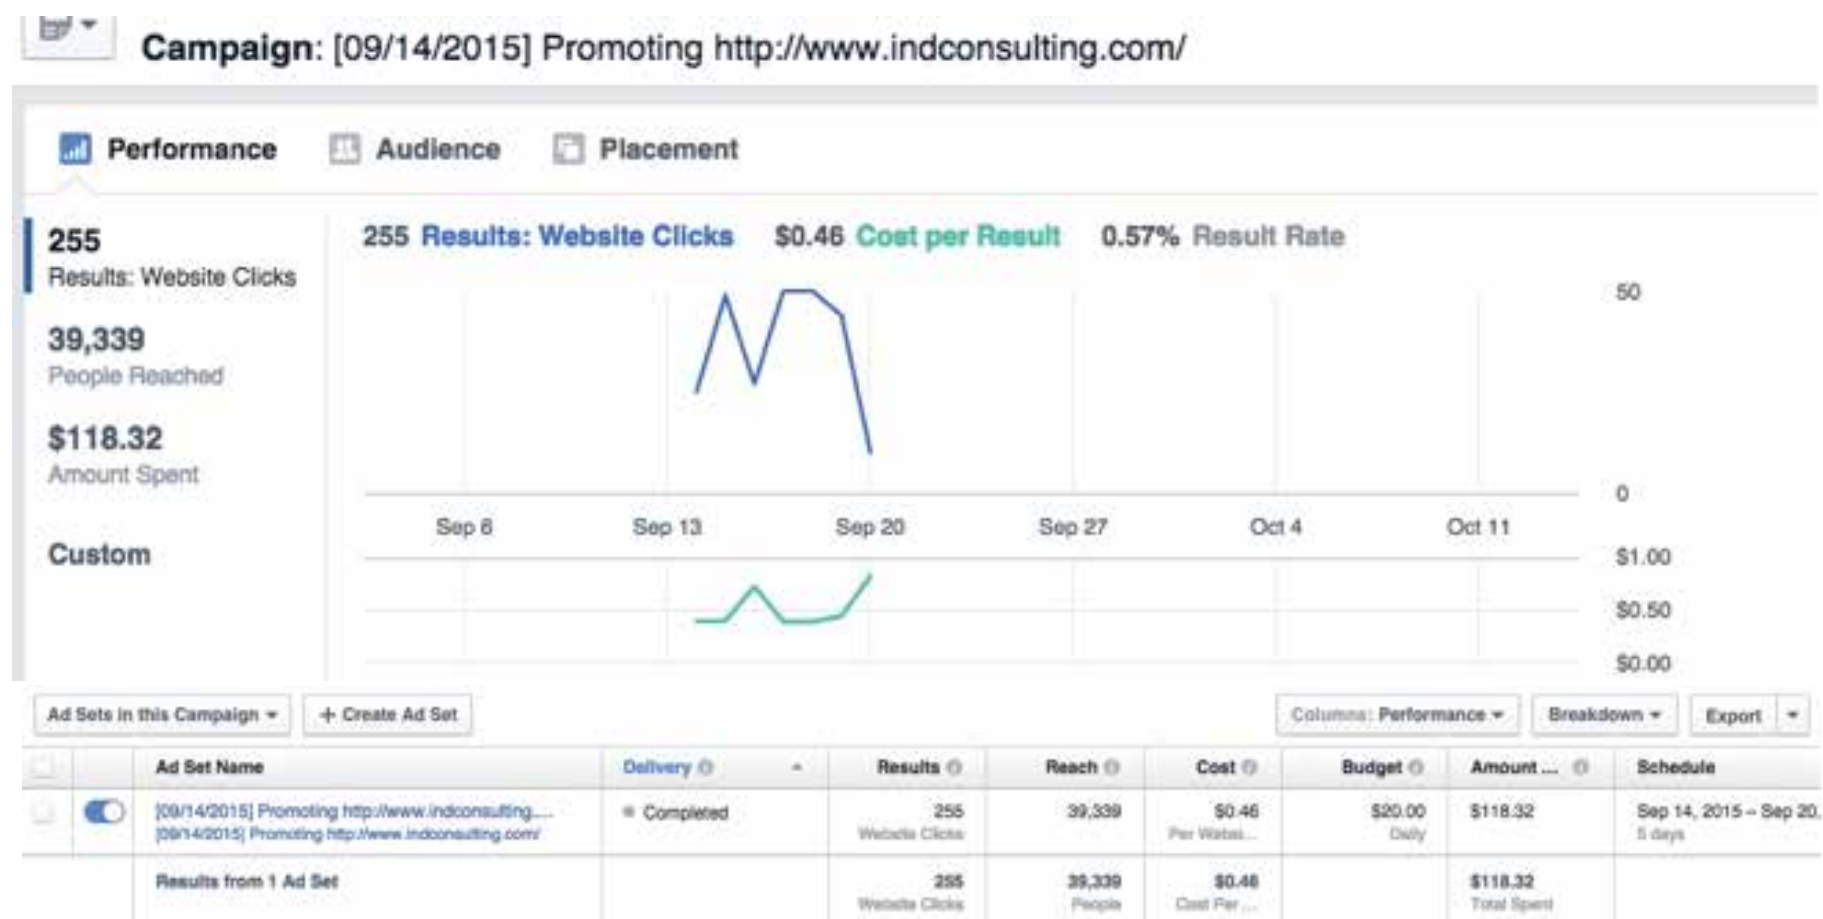 Campaign: [09/14/2015] Promoting http://www.indconsulting.com/
Performance Audience Placement
255
Results: Website Clicks
39,339
People Reached
$118.32
Amount Spent
Custom
255 Results: Website Clicks $0.46 Cost per Result 0.57% Result Rate
50
0
Sep 6 Sep 13 Sep 20 Sep 27 Oct 4 Oct 11
$1.00
$0.50
$0.00
Ad Sets in this Campaign + Create Ad Set Columns: Performance Breakdown Export
Ad Set Name Delivery Results Reach Cost Budget Amount ... Schedule
[09/14/2015] Promoting http://www.indconsulting.... Completed 255 39,339 $0.46 $20.00 $118.32 Sep 14, 2015 – Sep 20,
[09/14/2015] Promoting http://www.indconsulting.com/ Website Clicks Per Websi... Daily 5 days
Results from 1 Ad Set 255 39,339 $0.46 $118.32
Website Clicks People Cost Per ... Total Spent